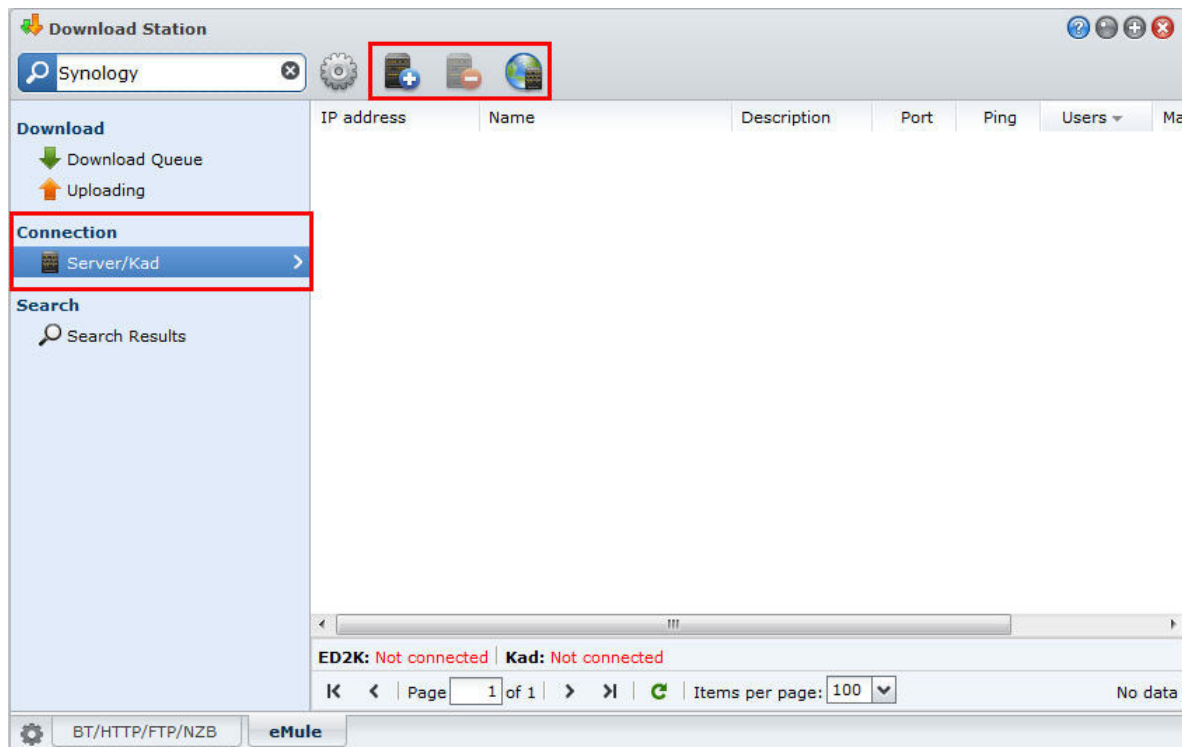 Download Station
Synology
Download
Download Queue
Uploading
Connection
Server/Kad
Search
Search Results
IP address Name Description Port Ping Users Ma
ED2K: Not connected Kad: Not connected
Page 1 of 1 Items per page: 100 No data
BT/HTTP/FTP/NZB eMule